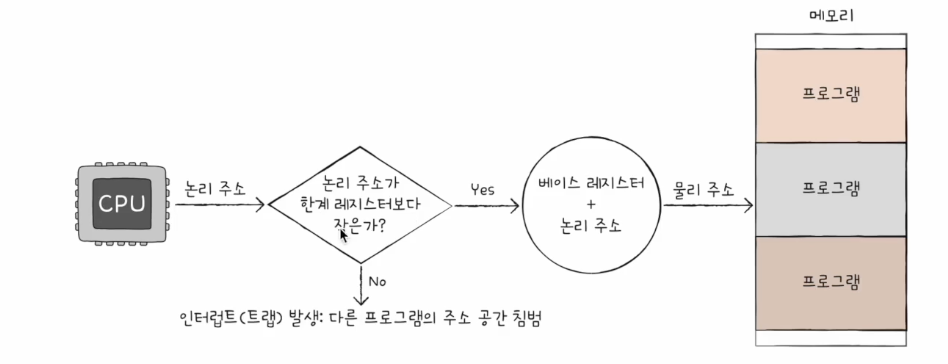 메모리
프로그램
프로그램
프로그램
CPU
논리 주소
논리 주소가
한계 레지스터보다
작은가?
Yes
베이스 레지스터
+
논리 주소
물리 주소
No
인터럽트(트랩) 발생: 다른 프로그램의 주소 공간 침범